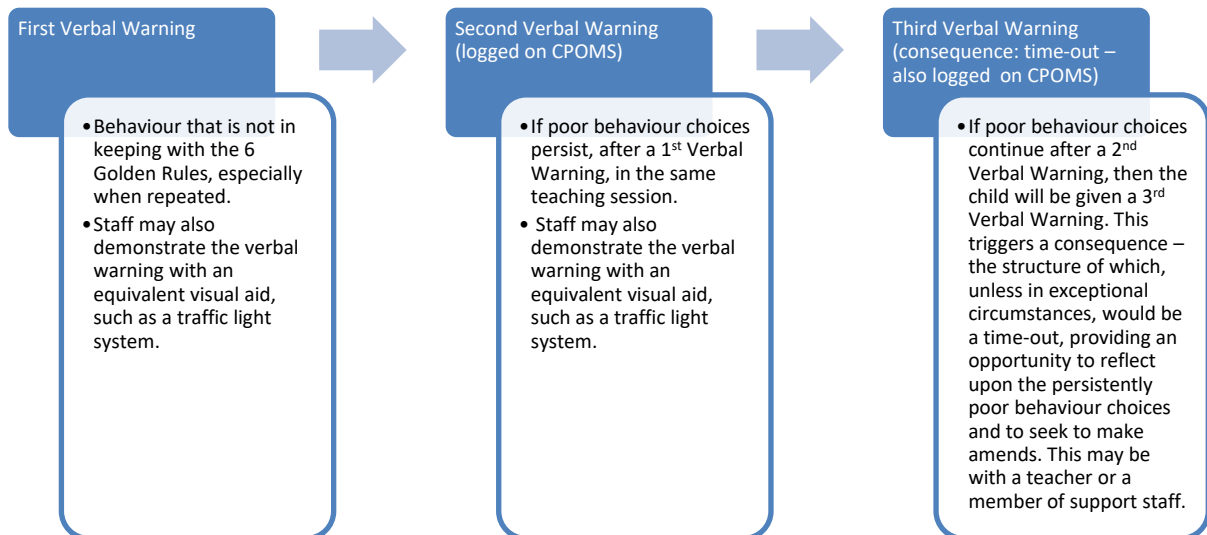 First Verbal Warning
• Behaviour that is not in
keeping with the 6
Golden Rules, especially
when repeated.
• Staff may also
demonstrate the verbal
warning with an
equivalent visual aid,
such as a traffic light
system.
Second Verbal Warning
(logged on CPOMS)
• If poor behaviour choices
persist, after a 1st Verbal
Warning, in the same
teaching session.
• Staff may also
demonstrate the verbal
warning with an
equivalent visual aid,
such as a traffic light
system.
Third Verbal Warning
(consequence: time-out –
also logged on CPOMS)
• If poor behaviour choices
continue after a 2nd
Verbal Warning, then the
child will be given a 3rd
Verbal Warning. This
triggers a consequence –
the structure of which,
unless in exceptional
circumstances, would be
a time-out, providing an
opportunity to reflect
upon the persistently
poor behaviour choices
and to seek to make
amends. This may be
with a teacher or a
member of support staff.